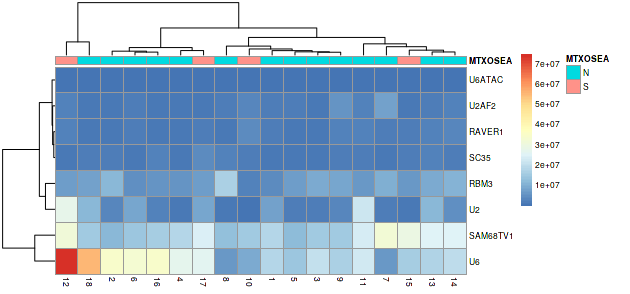 MTXOSEA
U6ATAC
U2AF2
RAVER1
SC35
RBM3
U2
SAM68TV1
U6
12 18 2 6 16 4 17 8 10 1 5 3 9 11 7 15 13 14
7e+07
6e+07
5e+07
4e+07
3e+07
2e+07
1e+07
MTXOSEA
N
S